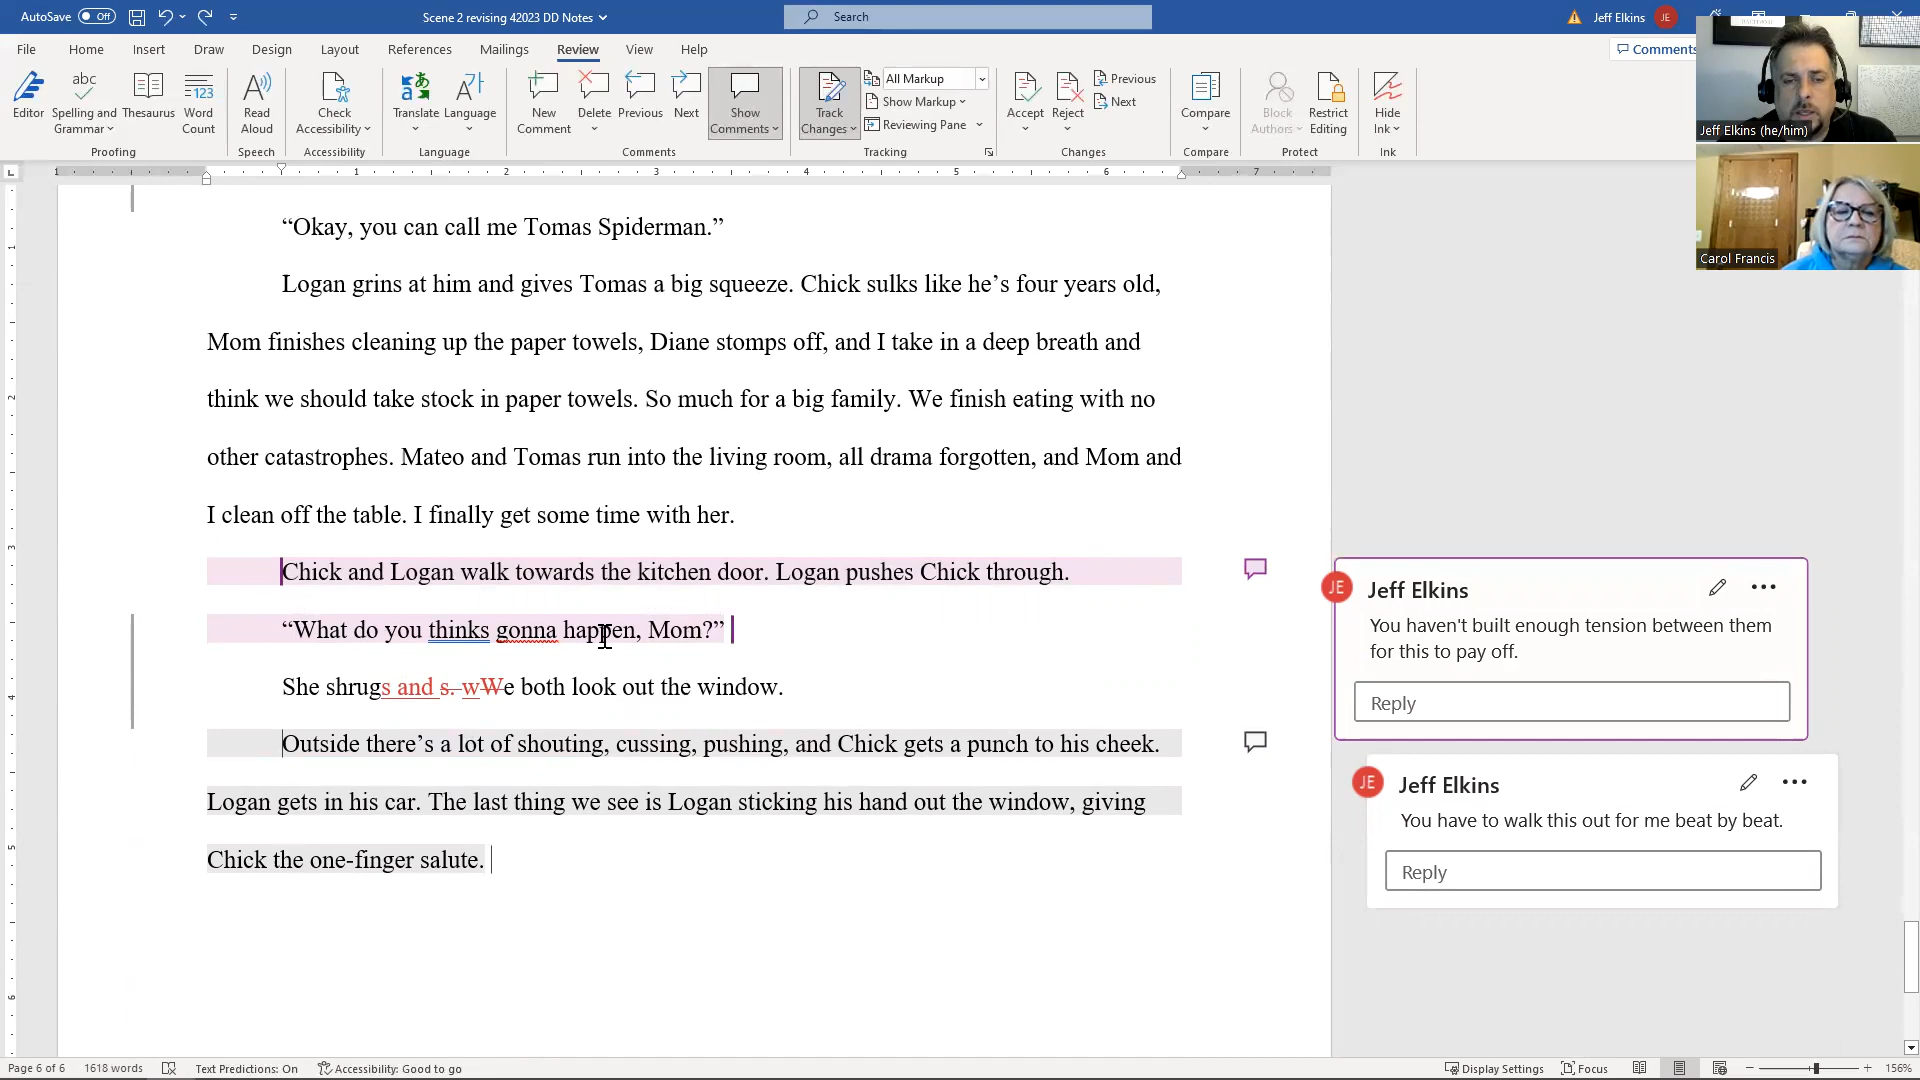 AutoSave Off Scene 2 revising 42023 DD Notes Search Jeff Elkins JE
File Home Insert Draw Design Layout References Mailings Review View Help Comments
Editor Spelling and Grammar Thesaurus Word Count Read Aloud Check Accessibility Translate Language New Comment Delete Previous Next Show Comments Track Changes All Markup Show Markup Reviewing Pane Accept Reject Previous Next Compare Block Authors Restrict Editing Hide Ink
Proofing Speech Accessibility Language Comments Tracking Changes Compare Protect Ink
Jeff Elkins (he/him)
Carol Francis
1 1 2 3 4 5 6 7
“Okay, you can call me Tomas Spiderman.”
Logan grins at him and gives Tomas a big squeeze. Chick sulks like he’s four years old,
Mom finishes cleaning up the paper towels, Diane stomps off, and I take in a deep breath and
think we should take stock in paper towels. So much for a big family. We finish eating with no
other catastrophes. Mateo and Tomas run into the living room, all drama forgotten, and Mom and
I clean off the table. I finally get some time with her.
Chick and Logan walk towards the kitchen door. Logan pushes Chick through.
“What do you thinks gonna happen, Mom?”
She shrugs and s. wWe both look out the window.
Outside there’s a lot of shouting, cussing, pushing, and Chick gets a punch to his cheek.
Logan gets in his car. The last thing we see is Logan sticking his hand out the window, giving
Chick the one-finger salute.
JE Jeff Elkins
You haven't built enough tension between them
for this to pay off.
Reply
JE Jeff Elkins
You have to walk this out for me beat by beat.
Reply
Page 6 of 6 1618 words Text Predictions: On Accessibility: Good to go Display Settings Focus 156%